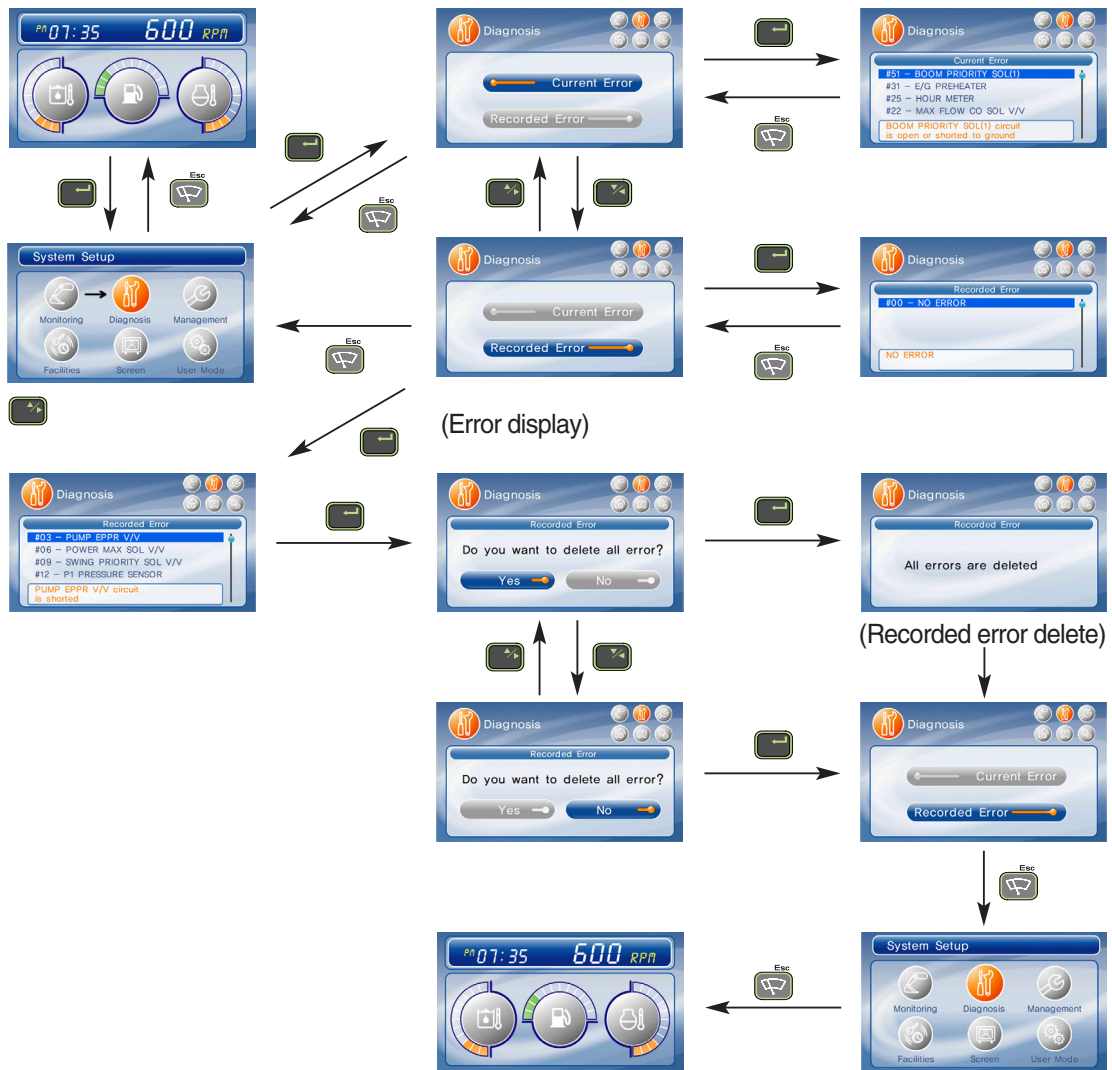 PM 07:35 600 RPM
Esc
System Setup
Monitoring Diagnosis Management
Facilities Screen User Mode
Esc
Diagnosis
Current Error
Recorded Error
Esc
Diagnosis
Current Error
#51 - BOOM PRIORITY SOL(1)
#31 - E/G PREHEATER
#25 - HOUR METER
#22 - MAX FLOW CO SOL V/V
BOOM PRIORITY SOL(1) circuit
is open or shorted to ground
Diagnosis
Current Error
Recorded Error
Esc
Esc
Diagnosis
Recorded Error
#00 - NO ERROR
NO ERROR
(Error display)
Diagnosis
Recorded Error
#03 - PUMP EPPR V/V
#06 - POWER MAX SOL V/V
#09 - SWING PRIORITY SOL V/V
#12 - P1 PRESSURE SENSOR
PUMP EPPR V/V circuit
is shorted
Diagnosis
Recorded Error
Do you want to delete all error?
Yes No
Diagnosis
Recorded Error
All errors are deleted
(Recorded error delete)
Diagnosis
Recorded Error
Do you want to delete all error?
Yes No
Diagnosis
Current Error
Recorded Error
Esc
PM 07:35 600 RPM
Esc
System Setup
Monitoring Diagnosis Management
Facilities Screen User Mode